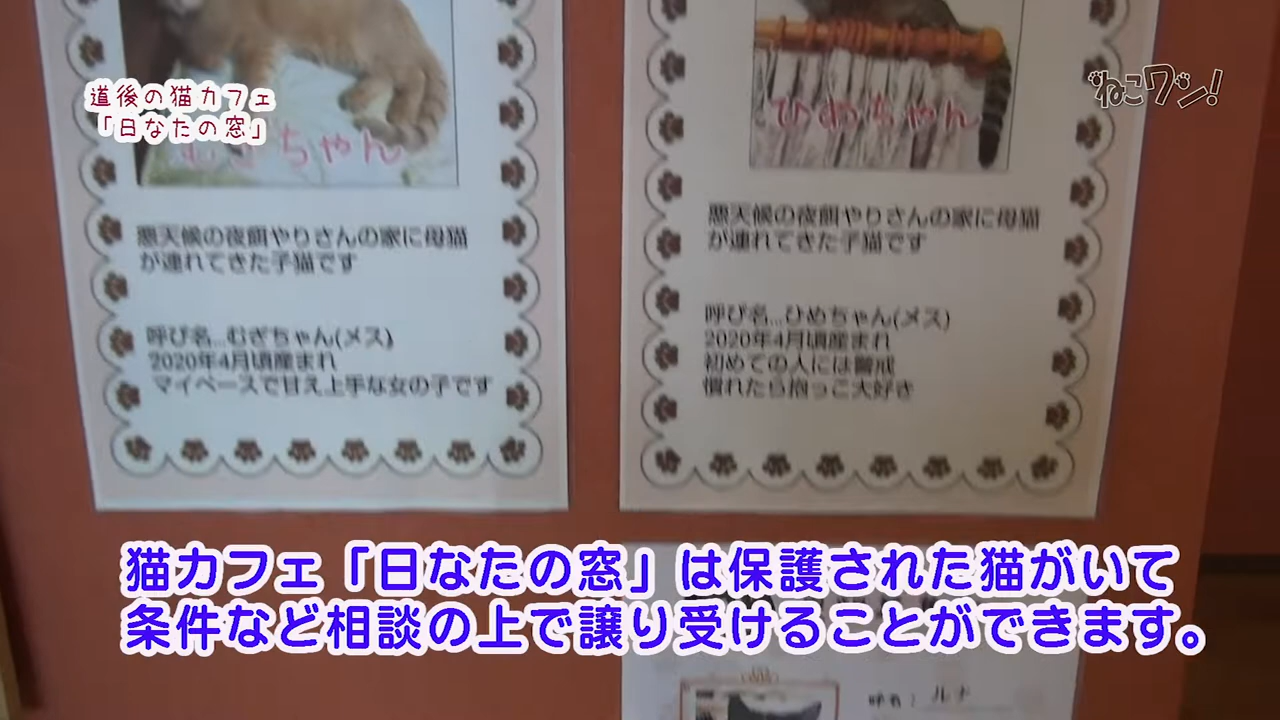 道後の猫カフェ
「日なたの窓」
ねこワン!
むぎちゃん
悪天候の夜餌やりさんの家に母猫
が連れてきた子猫です
呼び名...むぎちゃん(メス)
2020年4月頃産まれ
マイペースで甘え上手な女の子です
ひめちゃん
悪天候の夜餌やりさんの家に母猫
が連れてきた子猫です
呼び名...ひめちゃん(メス)
2020年4月頃産まれ
初めての人には警戒
慣れたら抱っこ大好き
猫カフェ「日なたの窓」は保護された猫がいて
条件など相談の上で譲り受けることができます。
呼名: ルナ